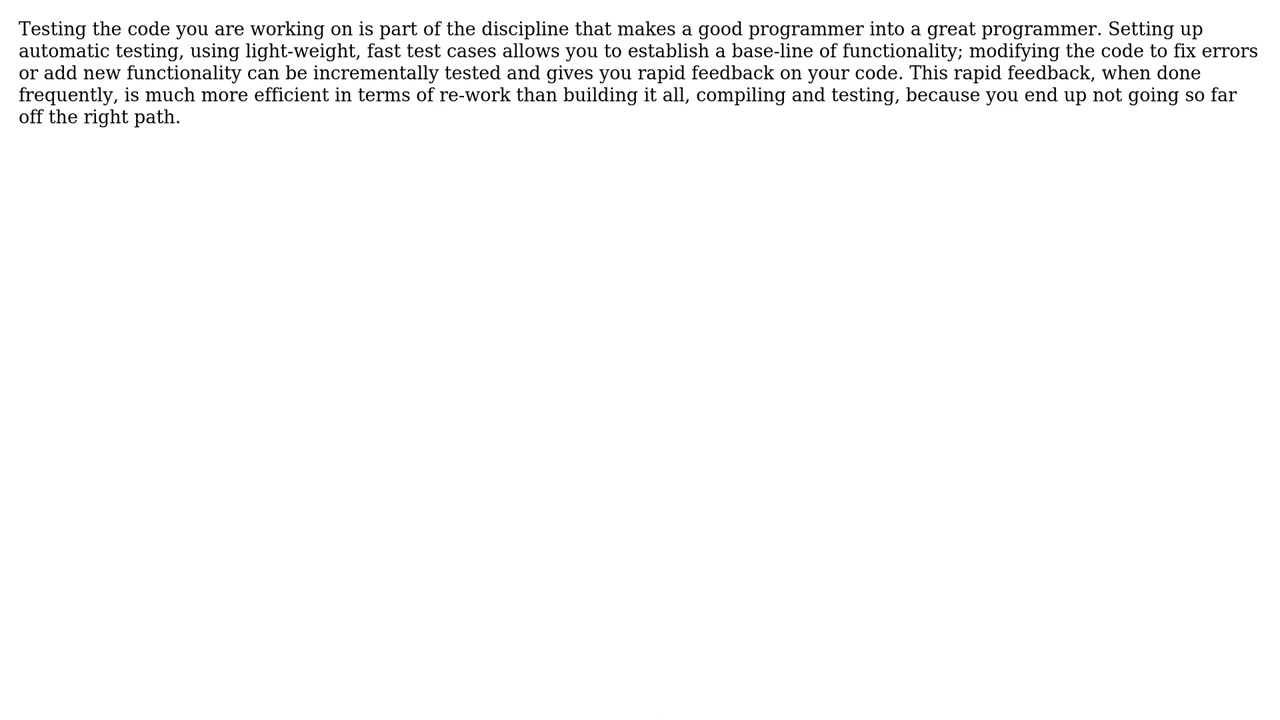 Testing the code you are working on is part of the discipline that makes a good programmer into a great programmer. Setting up
automatic testing, using light-weight, fast test cases allows you to establish a base-line of functionality; modifying the code to fix errors
or add new functionality can be incrementally tested and gives you rapid feedback on your code. This rapid feedback, when done
frequently, is much more efficient in terms of re-work than building it all, compiling and testing, because you end up not going so far
off the right path.